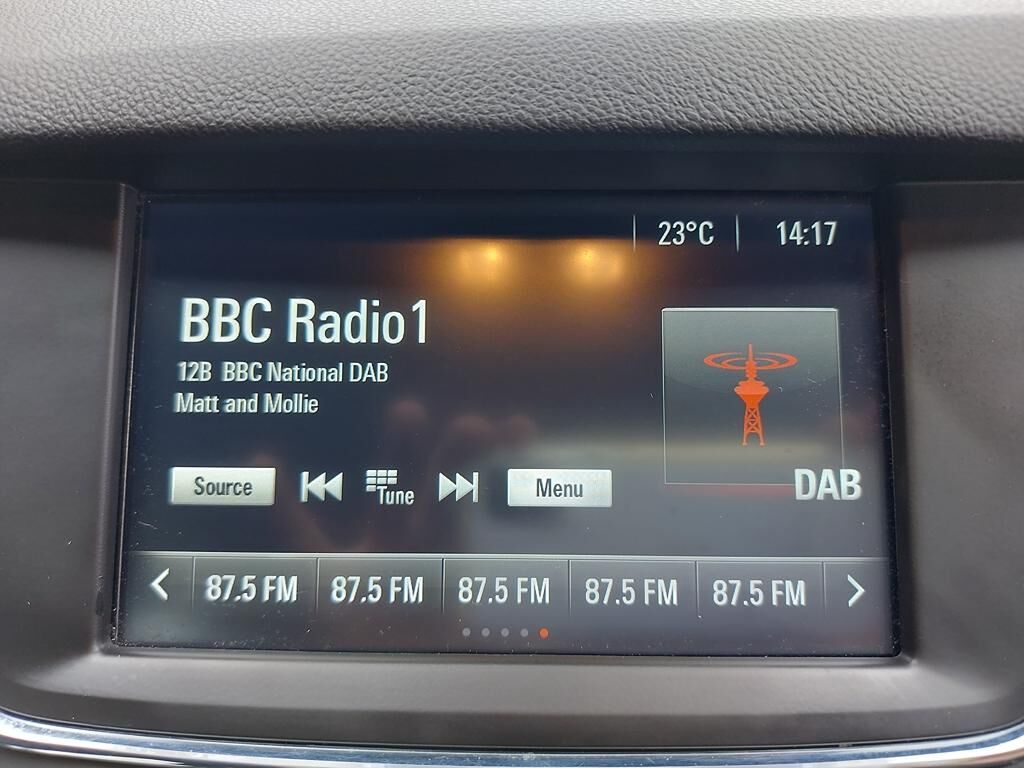 23°C 14:17
BBC Radio1
12B BBC National DAB
Matt and Mollie
Source Tune Menu
DAB
87.5 FM 87.5 FM 87.5 FM 87.5 FM 87.5 FM